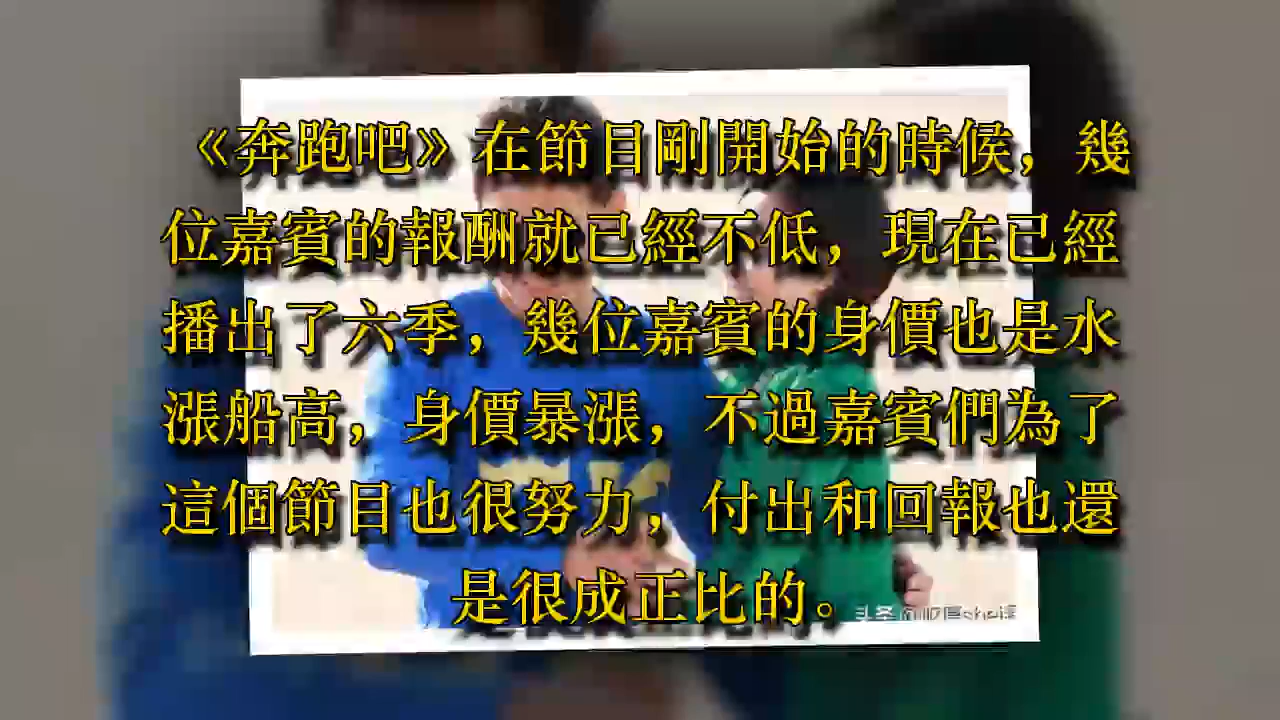 《奔跑吧》在節目剛開始的時候，幾
位嘉賓的報酬就已經不低，現在已經
播出了六季，幾位嘉賓的身價也是水
漲船高，身價暴漲，不過嘉賓們為了
這個節目也很努力，付出和回報也還
是很成正比的。